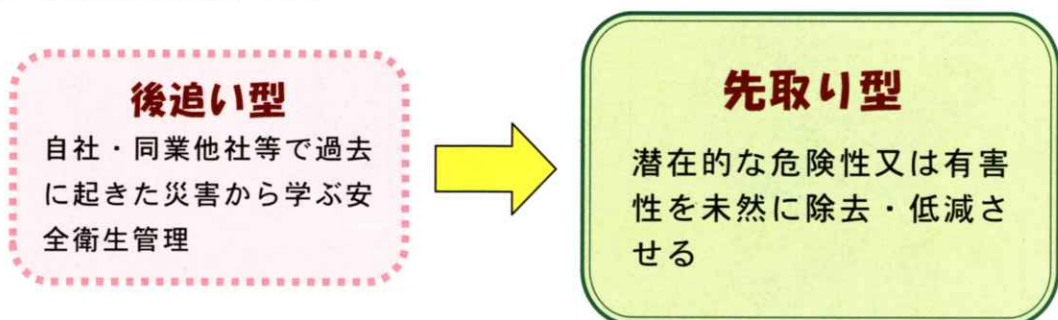 後追い型
自社・同業他社等で過去
に起きた災害から学ぶ安
全衛生管理
先取り型
潜在的な危険性又は有害
性を未然に除去・低減さ
せる